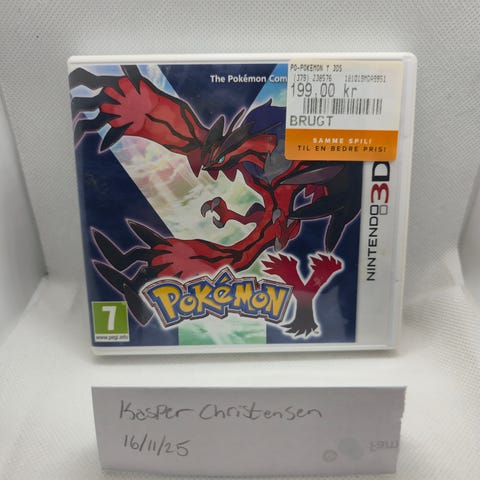 The Pokémon Com
PO-POKEMON Y 3DS
199,00 kr
BRUGT
SAMME SPIL!
TIL EN BEDRE PRIS!
NINTENDO 3D
POKéMON Y
7
www.pegi.info
Kasper Christensen
16/11/25